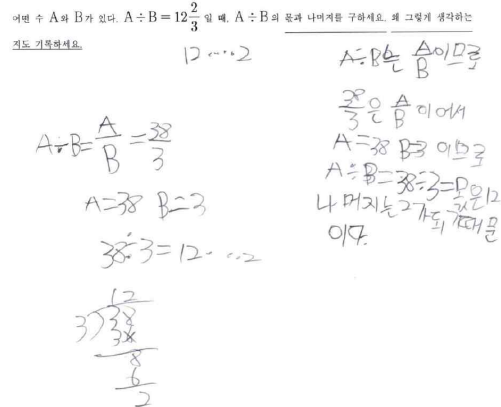 어떤 수 A와 B가 있다. A÷B=12 2/3 일 때, A÷B의 몫과 나머지를 구하세요. 왜 그렇게 생각하는
지도 기록하세요.
12 ··· 2
A÷B = A/B = 38/3
A=38 B=3
38÷3=12 ··· 2
12
3)38
38
8
6
2
A÷B는 A/B이므로
38/3은 A/B 이어서
A=38 B=3 이므로
A÷B=38÷3=몫은12
나머지는 2가 되기 때문
이다.